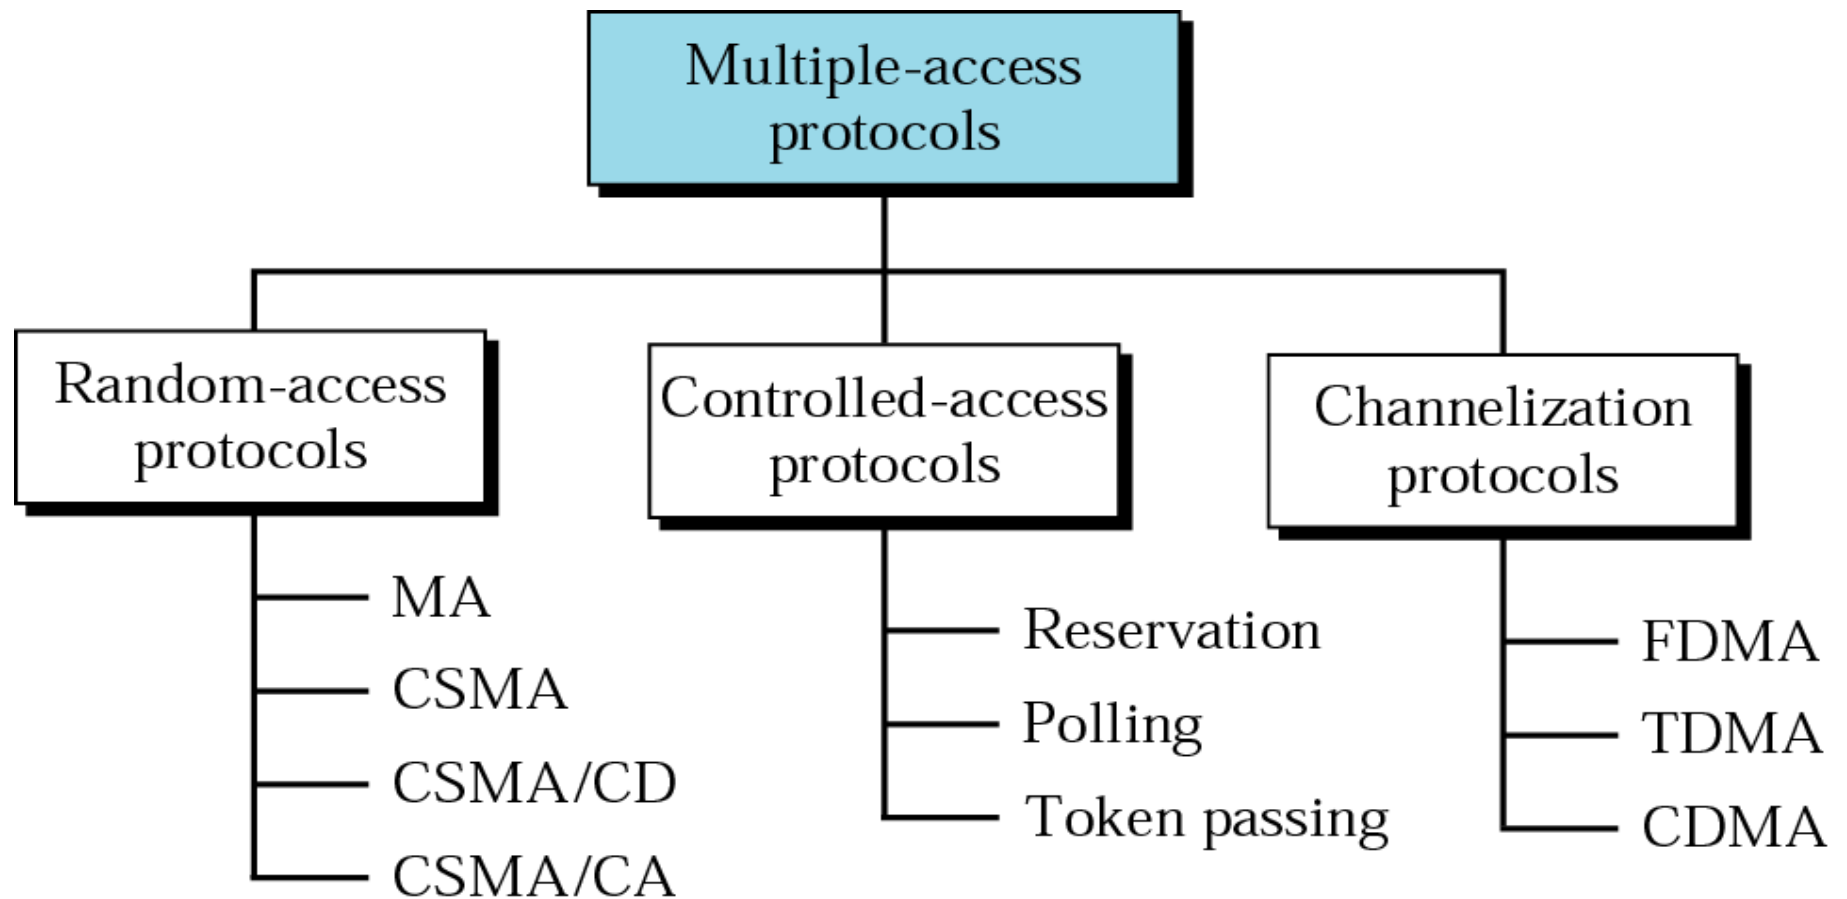 Multiple-access
protocols
Random-access
protocols
Controlled-access
protocols
Channelization
protocols
MA
CSMA
CSMA/CD
CSMA/CA
Reservation
Polling
Token passing
FDMA
TDMA
CDMA